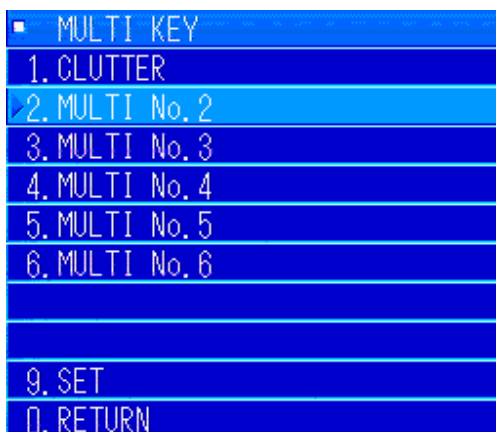 MULTI KEY
1.CLUTTER
2.MULTI No.2
3.MULTI No.3
4.MULTI No.4
5.MULTI No.5
6.MULTI No.6
9.SET
0.RETURN